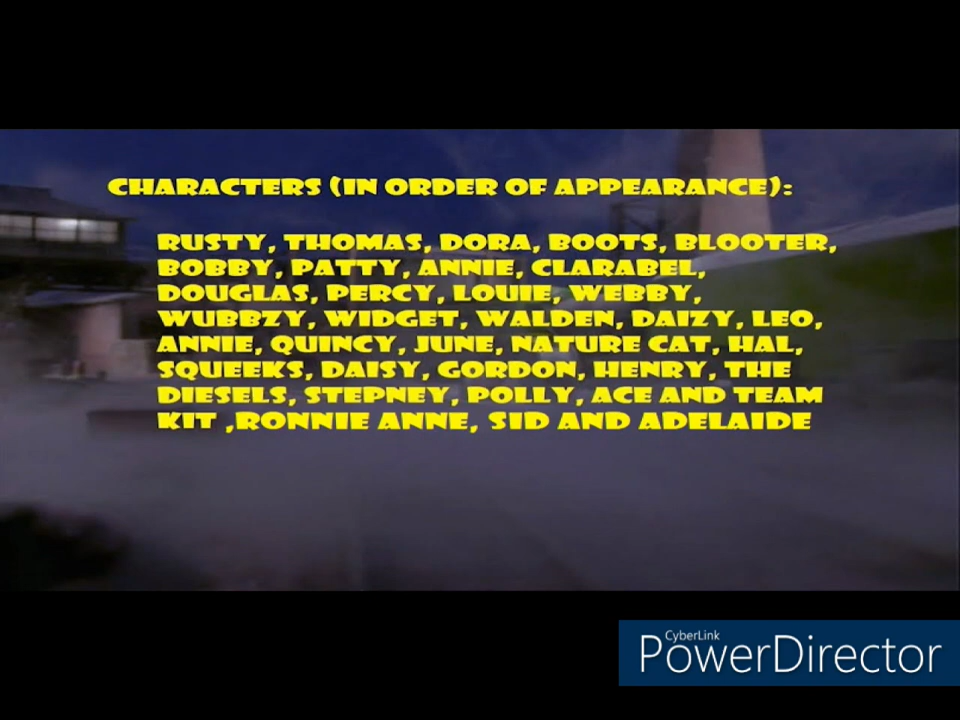 CHARACTERS (IN ORDER OF APPEARANCE):
RUSTY, THOMAS, DORA, BOOTS, BLOOTER,
BOBBY, PATTY, ANNIE, CLARABEL,
DOUGLAS, PERCY, LOUIE, WEBBY,
WUBBZY, WIDGET, WALDEN, DAIZY, LEO,
ANNIE, QUINCY, JUNE, NATURE CAT, HAL,
SQUEEKS, DAISY, GORDON, HENRY, THE
DIESELS, STEPNEY, POLLY, ACE AND TEAM
KIT ,RONNIE ANNE, SID AND ADELAIDE
CyberLink
PowerDirector